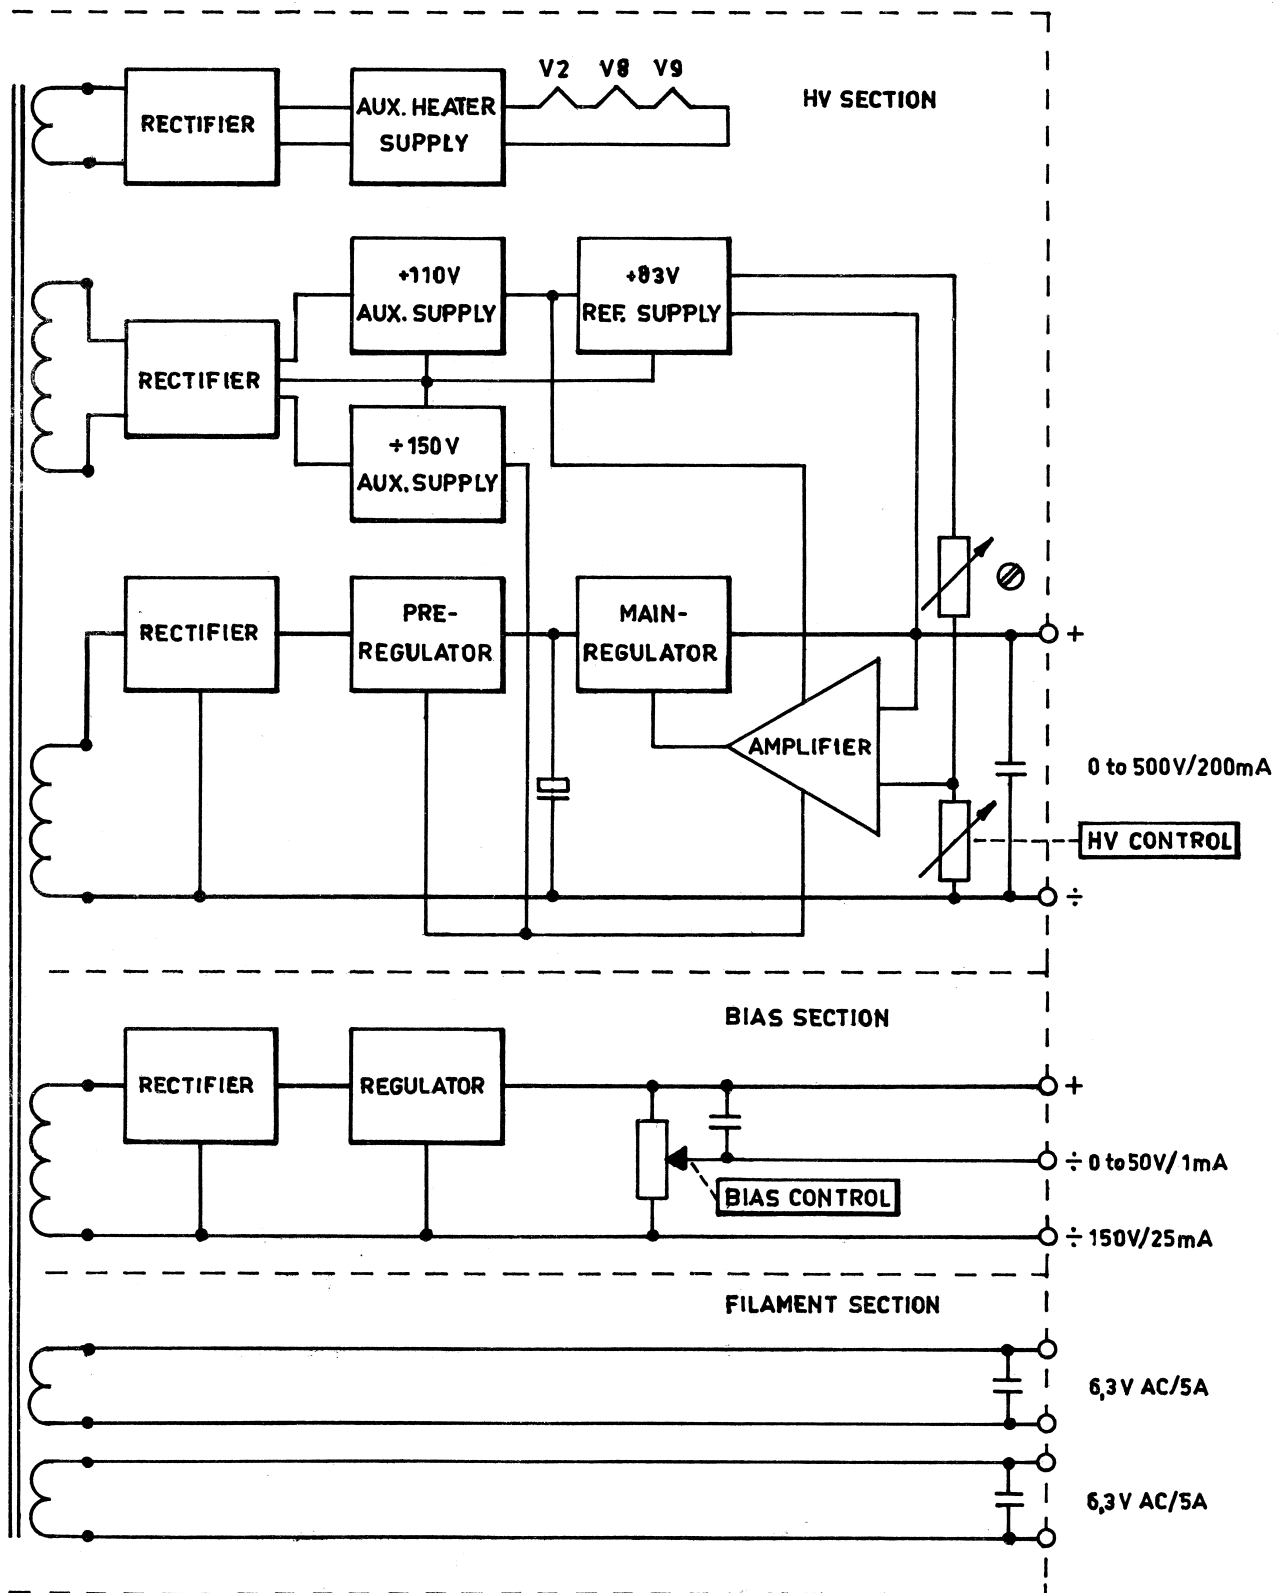 V2 V8 V9
HV SECTION
RECTIFIER
AUX. HEATER
SUPPLY
+110V
AUX. SUPPLY
+83V
REF. SUPPLY
RECTIFIER
÷150V
AUX. SUPPLY
RECTIFIER
PRE-
REGULATOR
MAIN-
REGULATOR
+
AMPLIFIER
0 to 500V/200mA
HV CONTROL
÷
BIAS SECTION
RECTIFIER
REGULATOR
+
÷ 0 to 50V/1mA
BIAS CONTROL
÷ 150V/25mA
FILAMENT SECTION
6,3V AC/5A
6,3V AC/5A